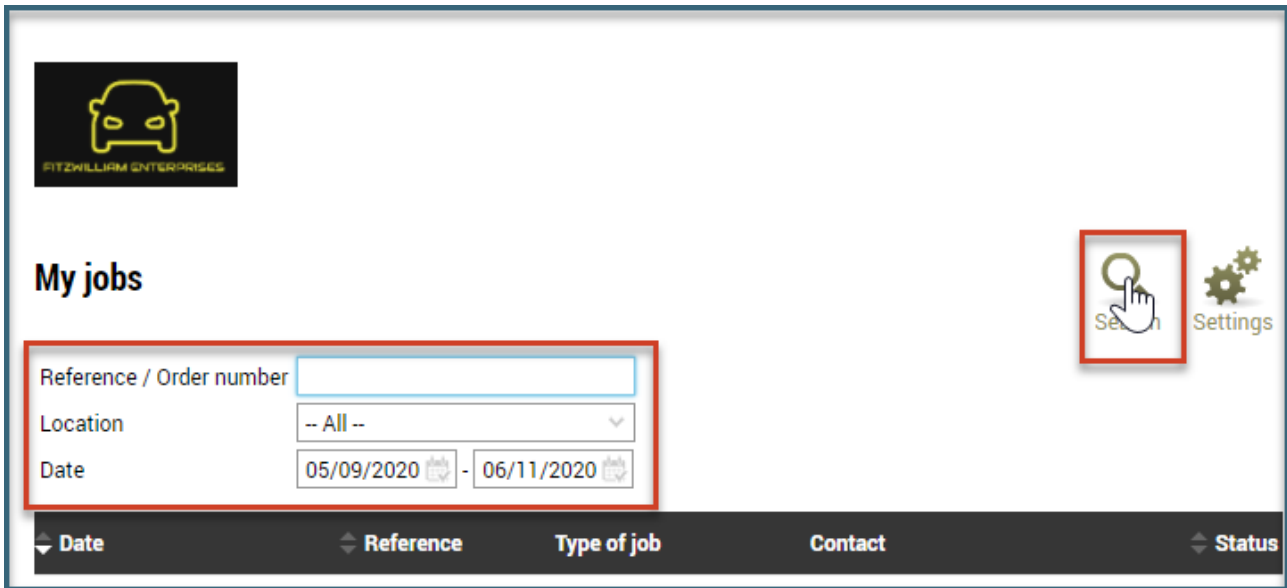 FITZWILLIAM ENTERPRISES
My jobs
Settings
Reference / Order number
Location -- All --
Date 05/09/2020 - 06/11/2020
Date Reference Type of job Contact Status